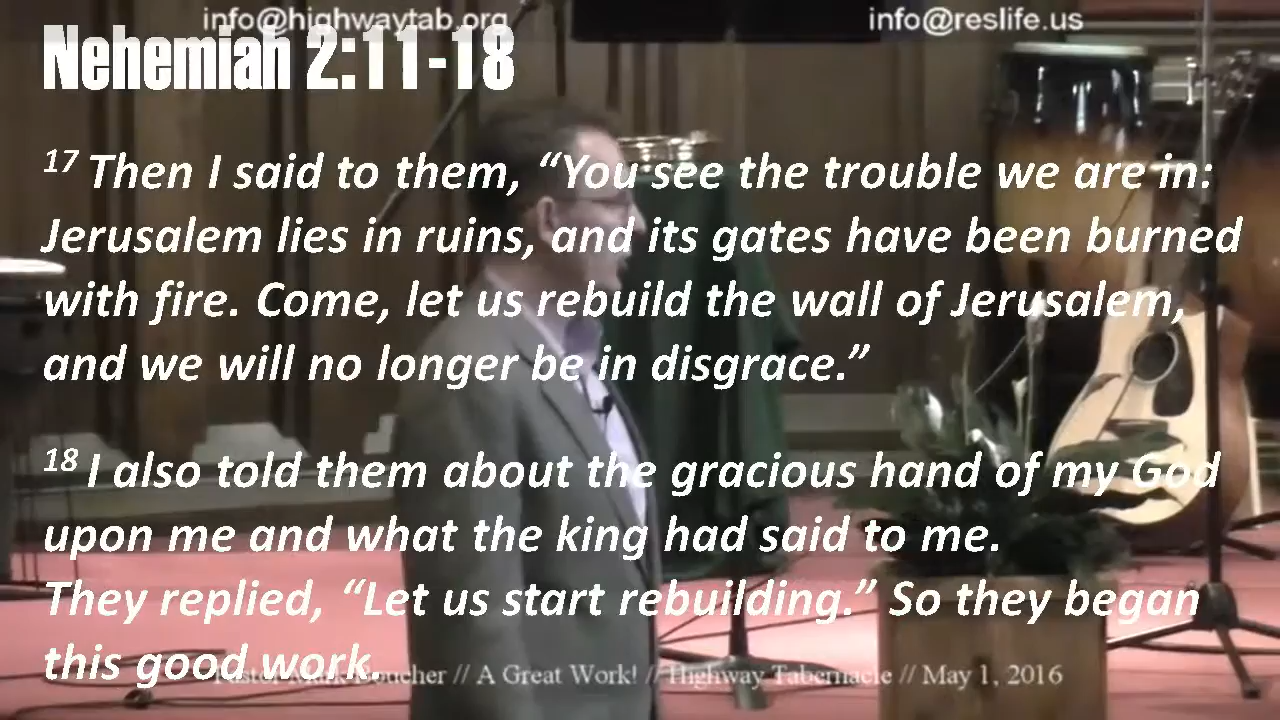 info@highwaytab.org
info@reslife.us
Nehemiah 2:11-18
17 Then I said to them, “You see the trouble we are in:
Jerusalem lies in ruins, and its gates have been burned
with fire. Come, let us rebuild the wall of Jerusalem,
and we will no longer be in disgrace.”
18 I also told them about the gracious hand of my God
upon me and what the king had said to me.
They replied, “Let us start rebuilding.” So they began
this good work.
// A Great Work! // Highway Tabernacle // May 1, 2016